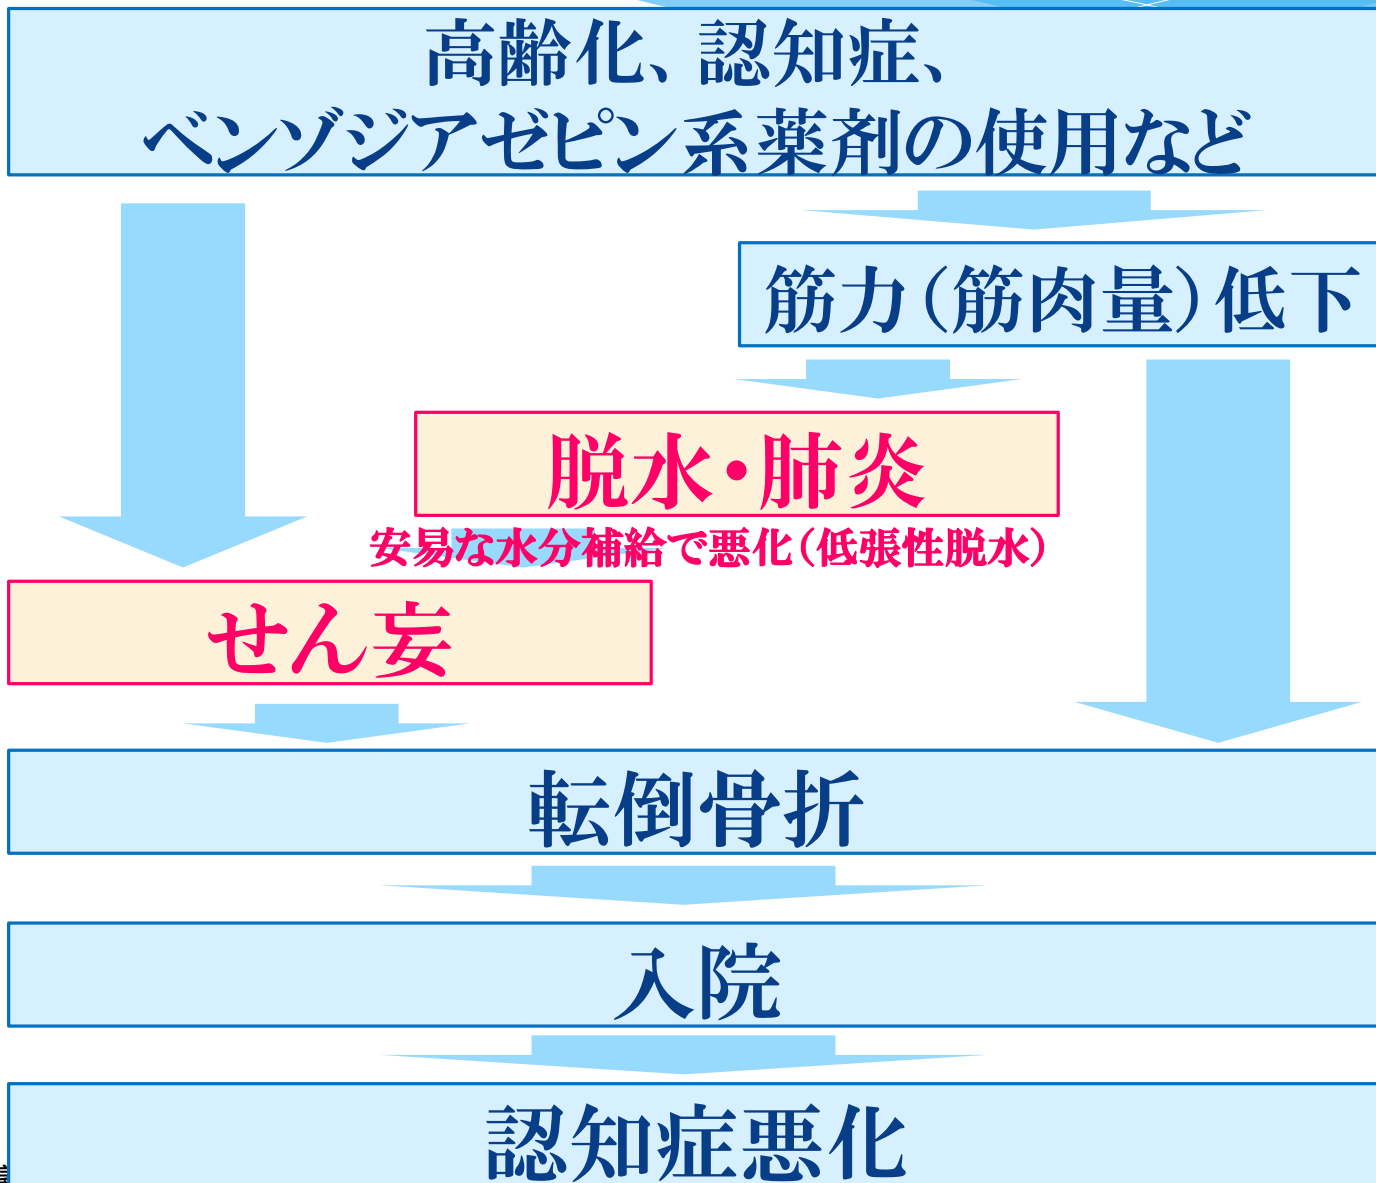 高齢化、認知症、
ベンゾジアゼピン系薬剤の使用など
筋力（筋肉量）低下
脱水・肺炎
安易な水分補給で悪化（低張性脱水）
せん妄
転倒骨折
入院
認知症悪化